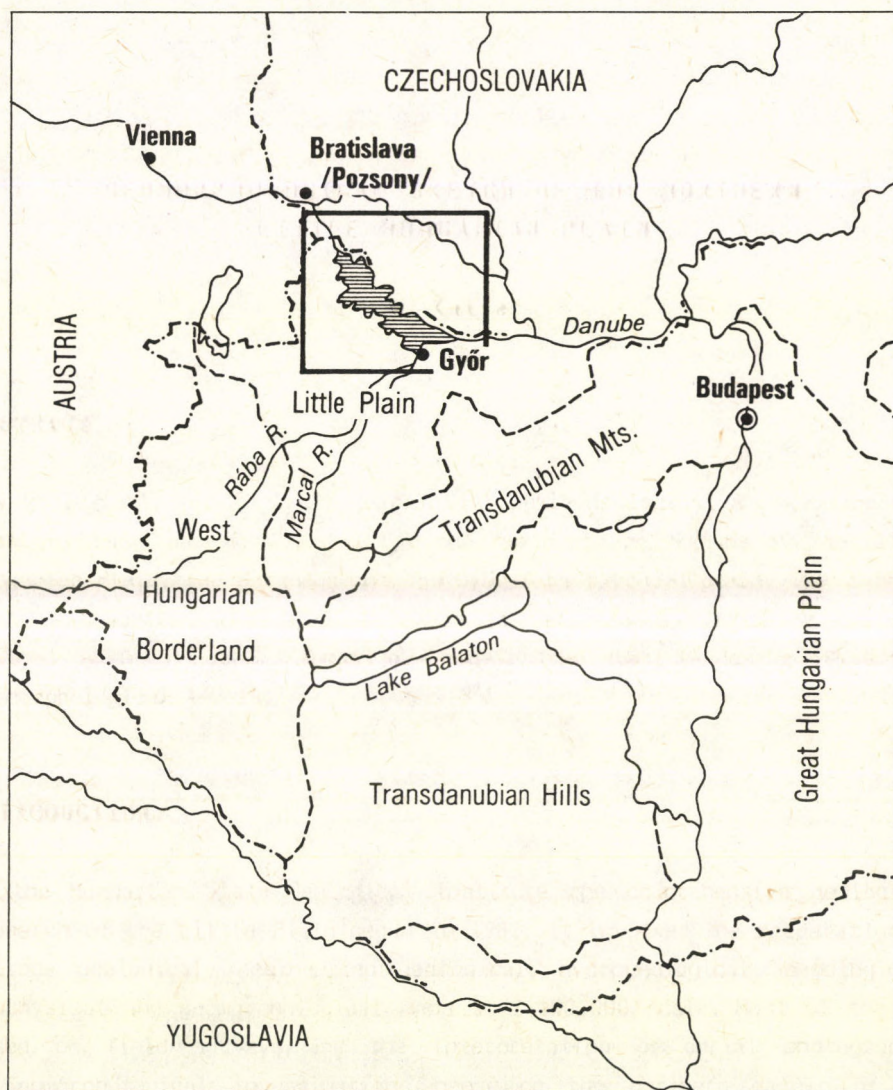 CZECHOSLOVAKIA
Vienna
Bratislava
/Pozsony/
AUSTRIA
Danube
Győr
Little Plain
Budapest
Rába R.
Marcal R.
Transdanubian Mts.
West
Hungarian
Borderland
Lake Balaton
Great Hungarian Plain
Transdanubian Hills
YUGOSLAVIA